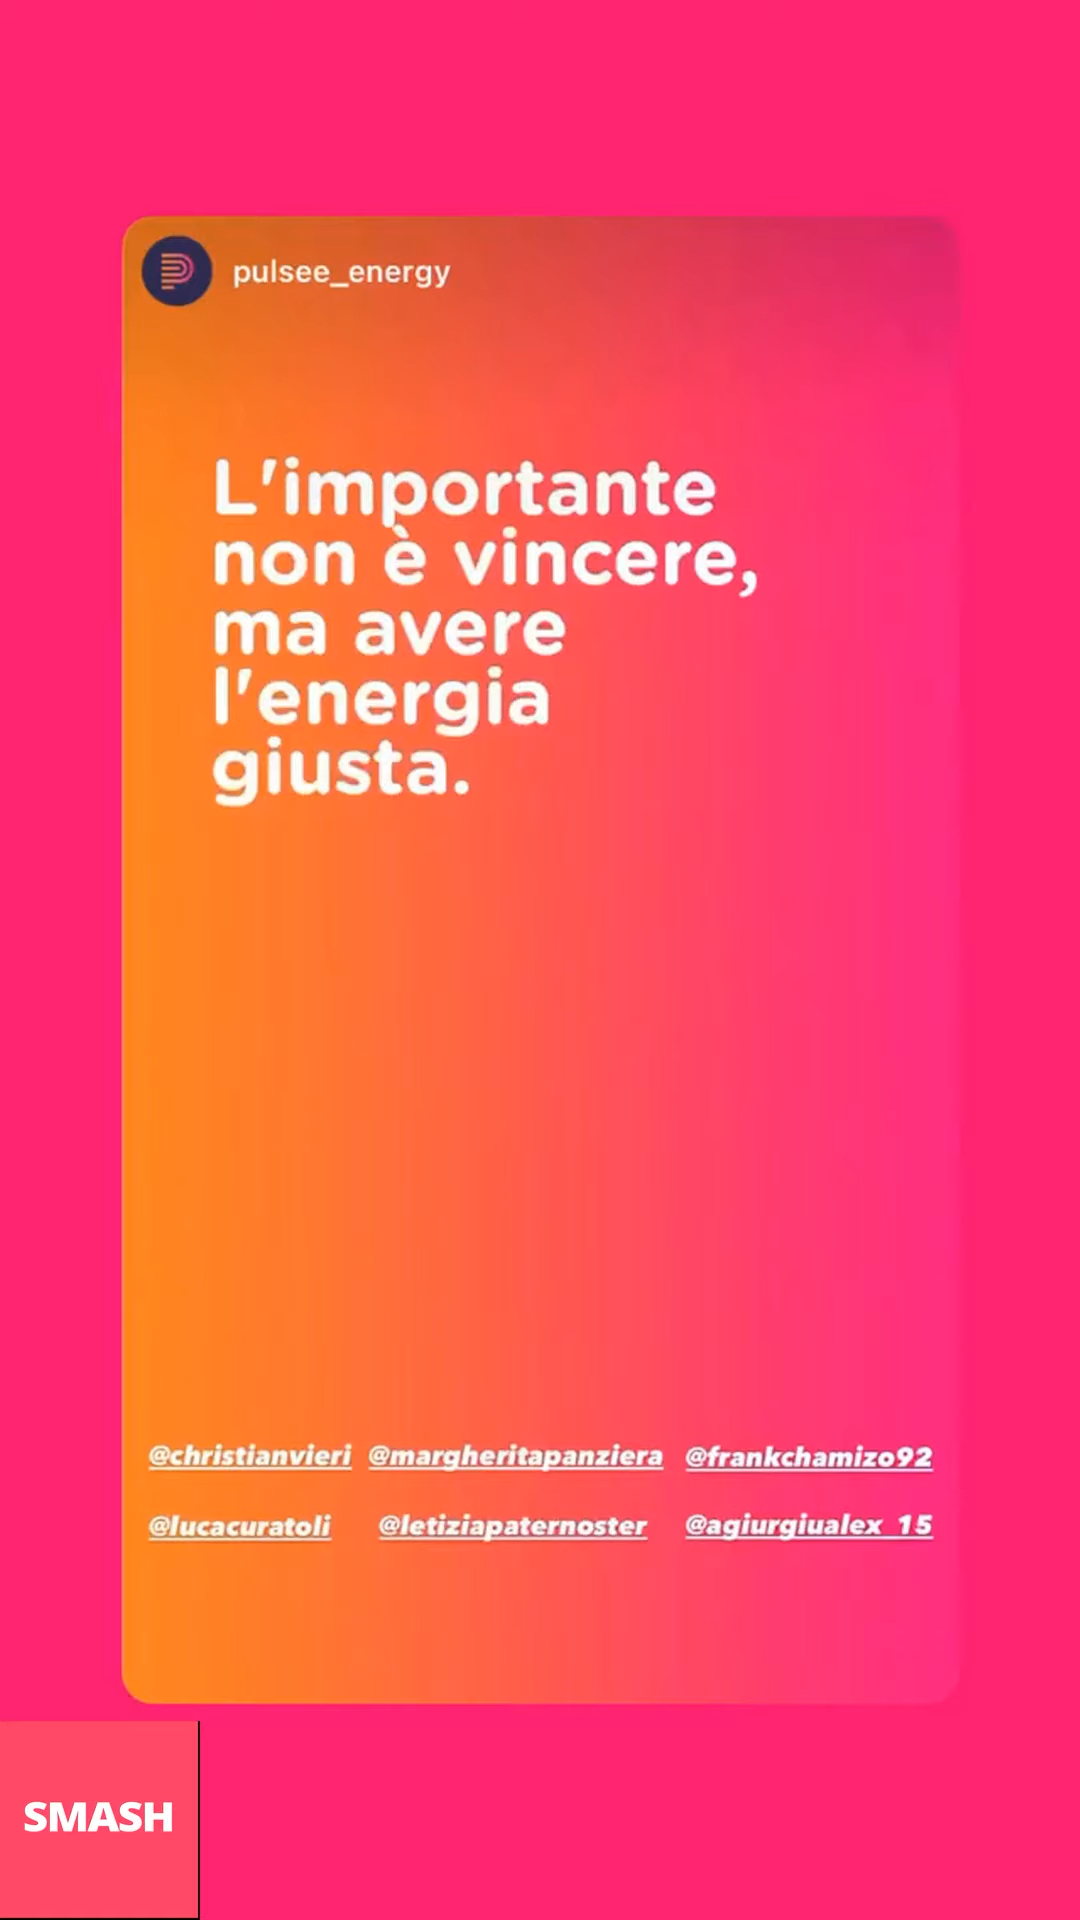 pulsee_energy
L'importante
non è vincere,
ma avere
l'energia
giusta.
@christianvieri @margheritapanziera @frankchamizo92
@lucacuratoli @letiziapaternoster @agiurgiualex_15
SMASH